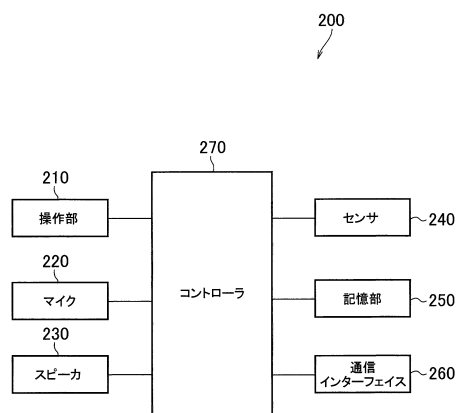 200
270
210
操作部
センサ
240
220
マイク
コントローラ
記憶部
250
230
スピーカ
通信
インターフェイス
260